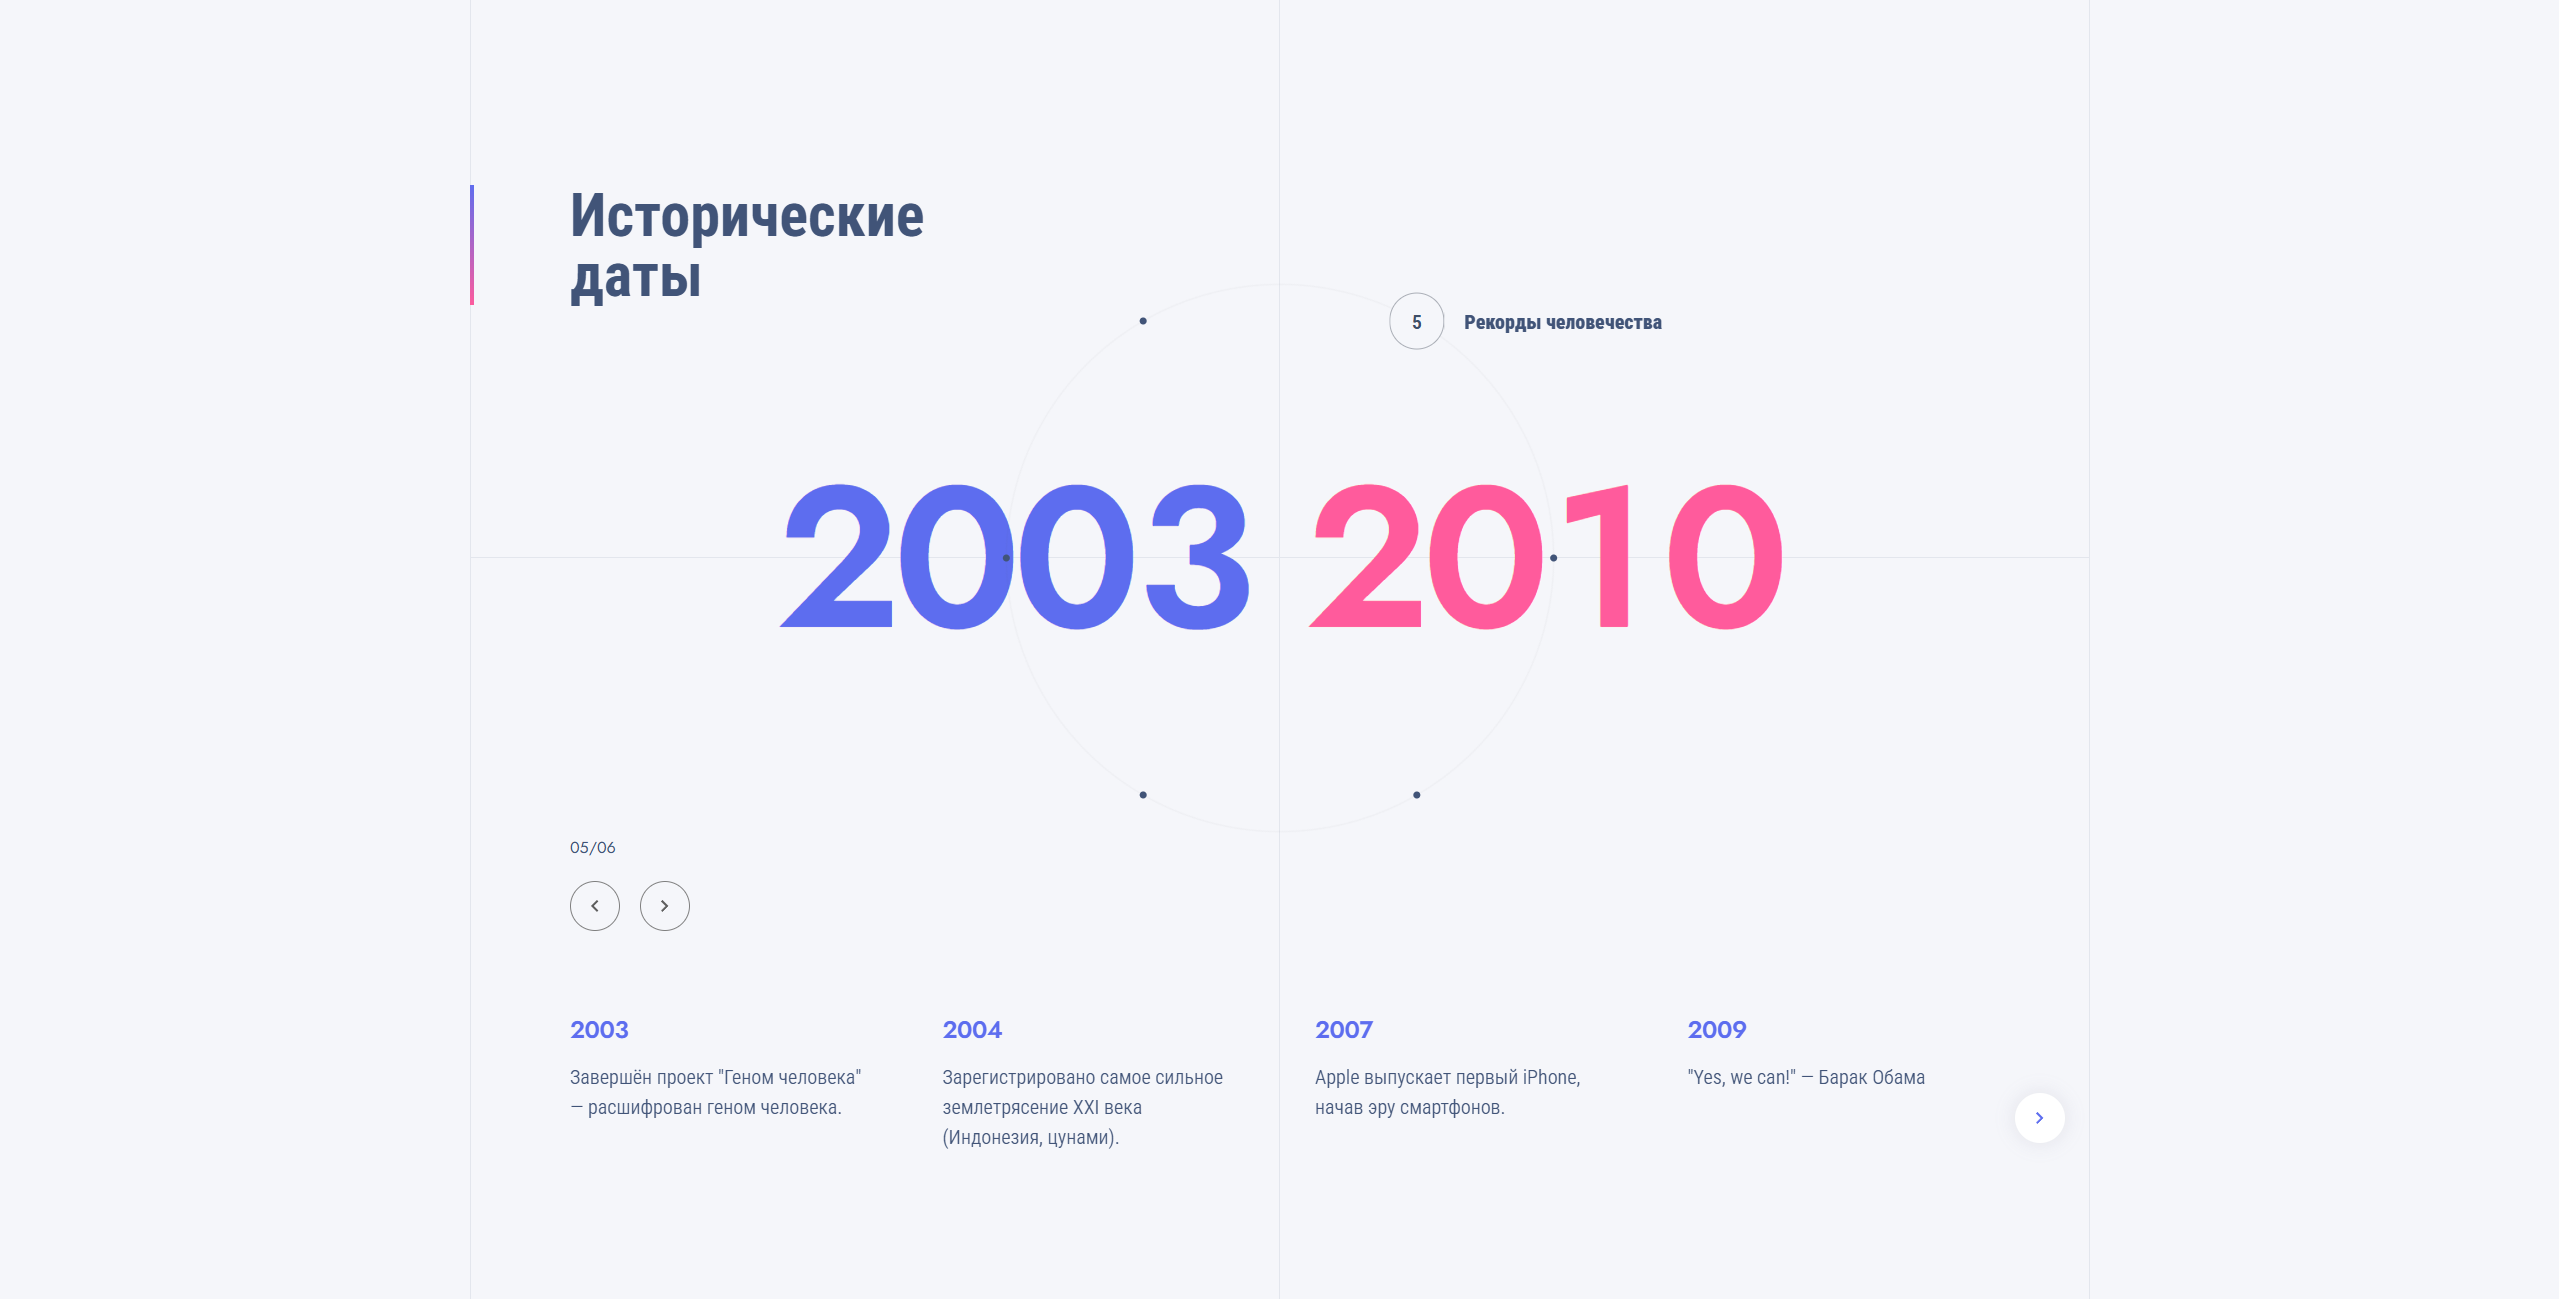 Исторические
даты
5
Рекорды человечества
2003 2010
05/06
2003
Завершён проект "Геном человека"
— расшифрован геном человека.
2004
Зарегистрировано самое сильное
землетрясение XXI века
(Индонезия, цунами).
2007
Apple выпускает первый iPhone,
начав эру смартфонов.
2009
"Yes, we can!" — Барак Обама